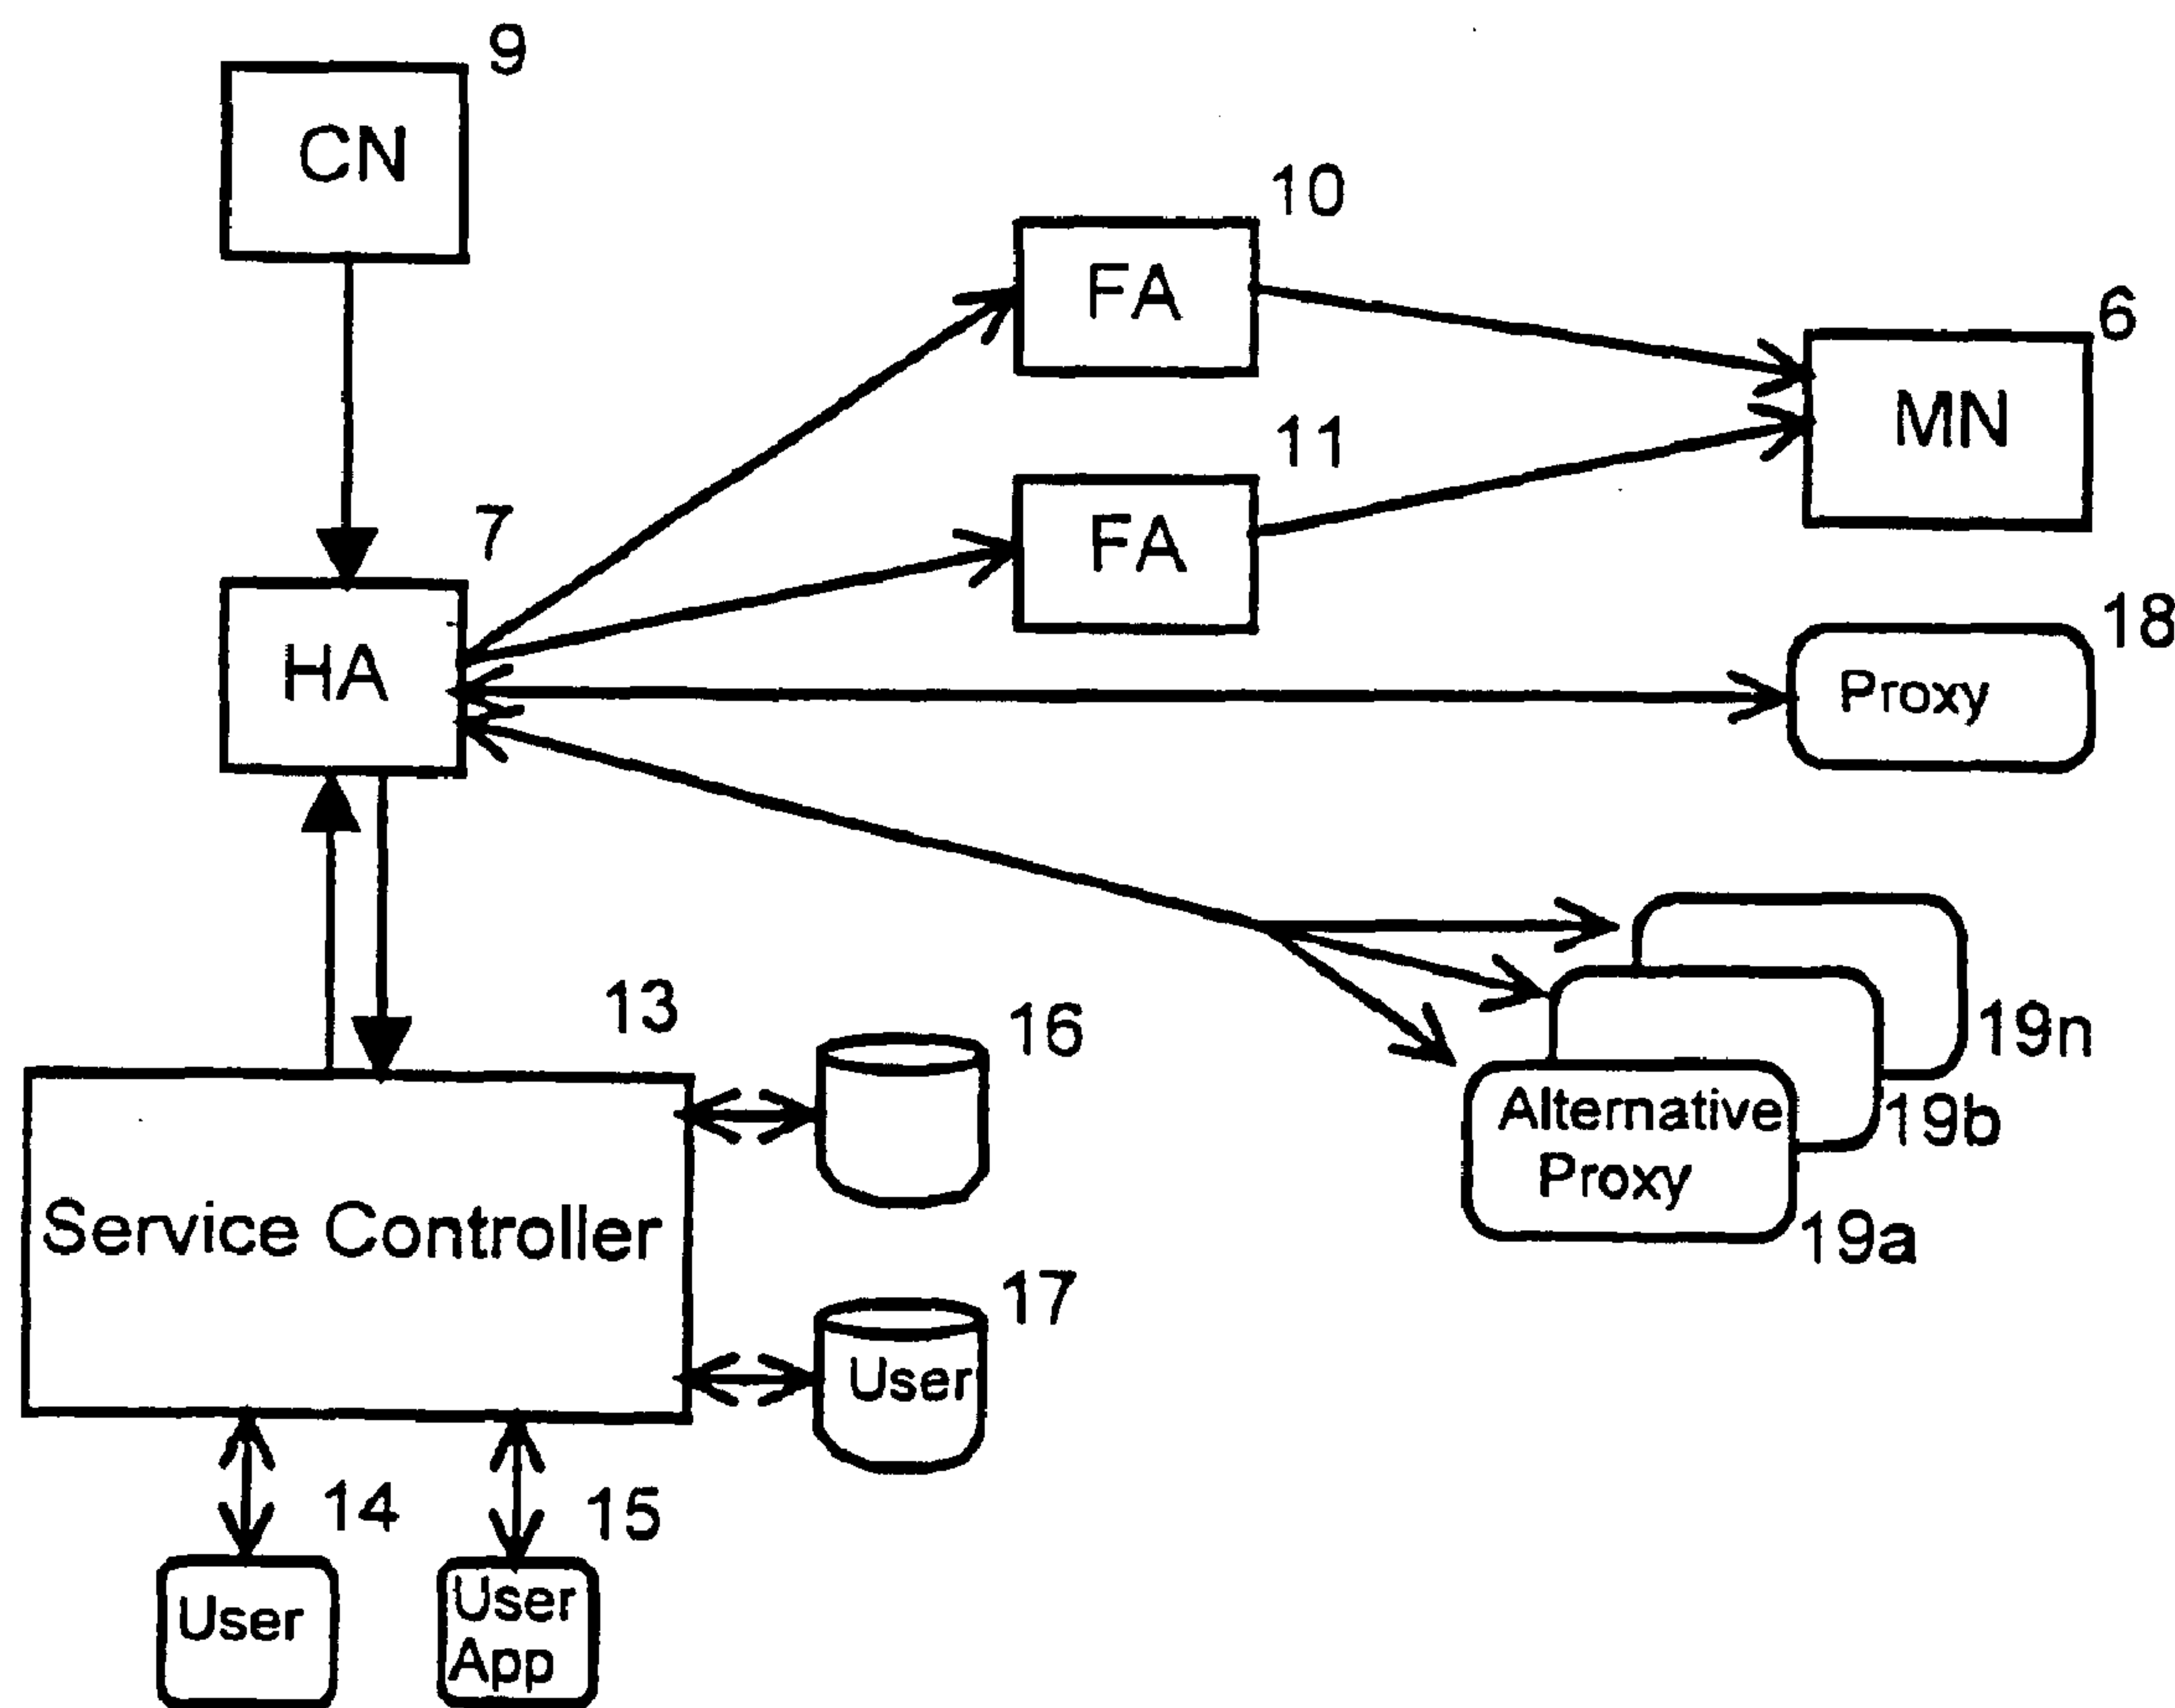 9
CN
10
FA
6
MN
11
FA
7
HA
18
Proxy
13
16
19n
19b
Alternative
Proxy
19a
Service Controller
17
User
14
15
User
User
App